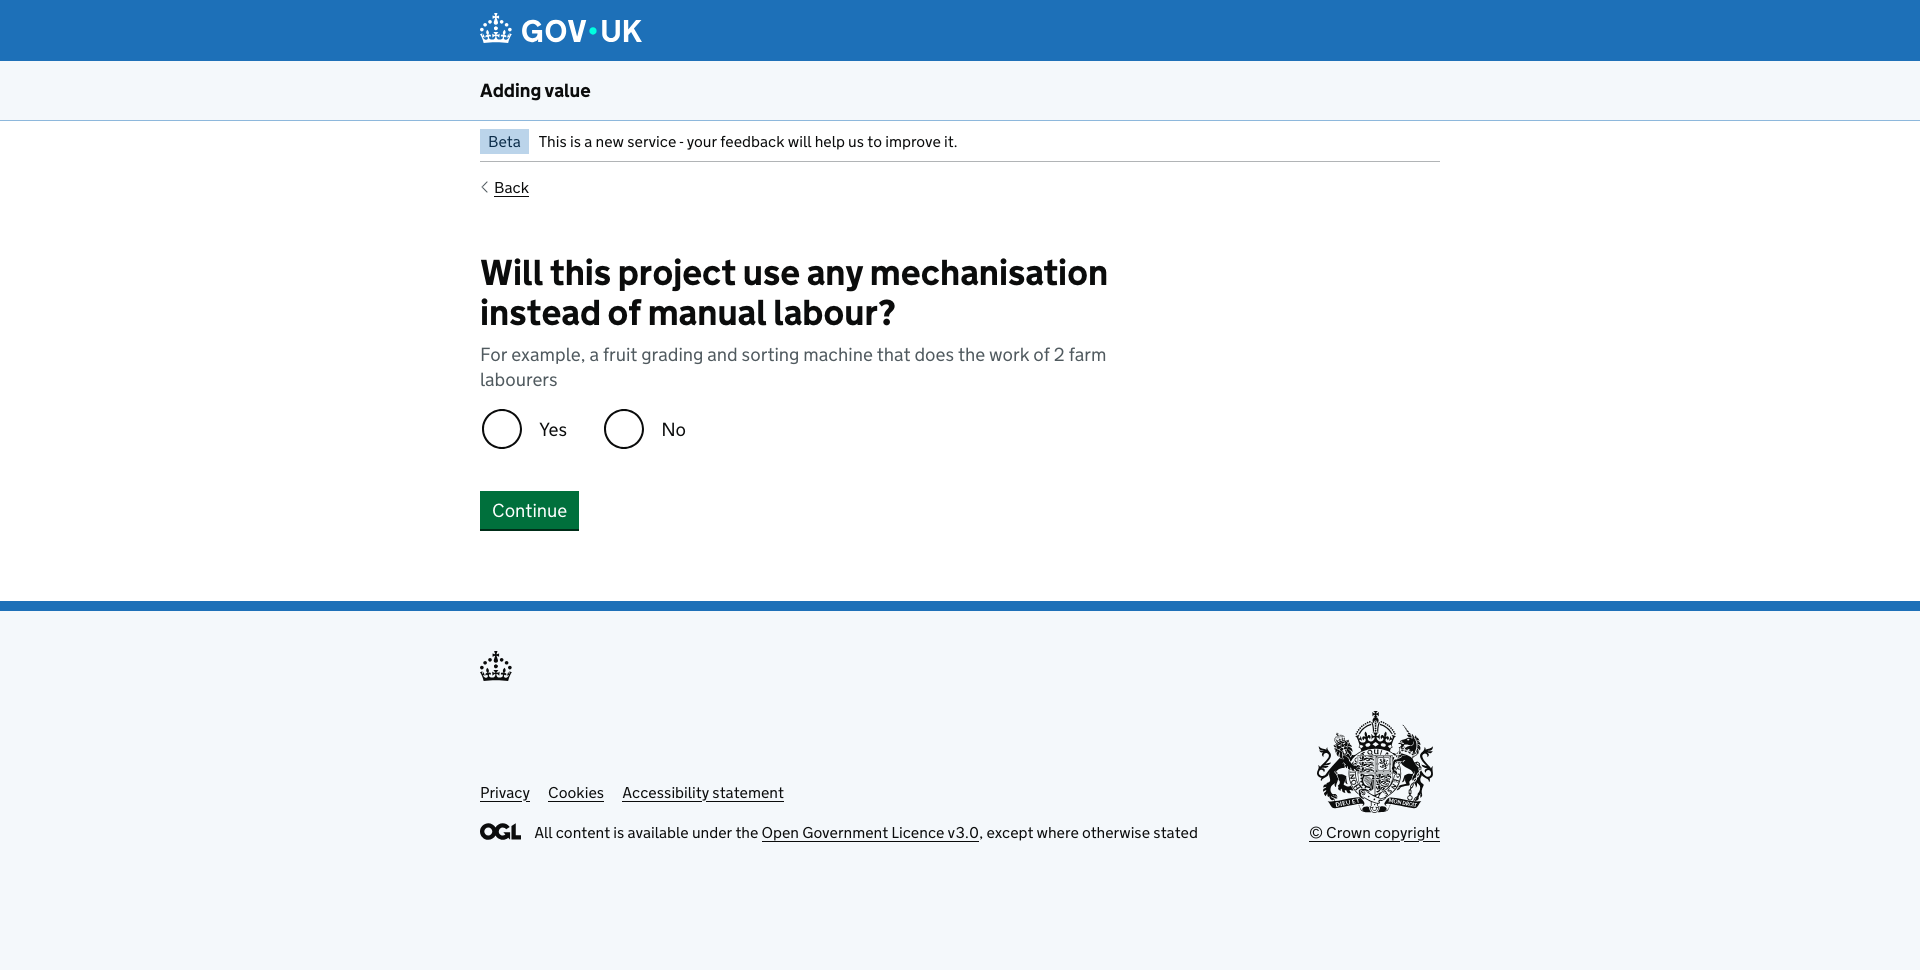 GOV·UK
Adding value
Beta This is a new service - your feedback will help us to improve it.
Back
Will this project use any mechanisation
instead of manual labour?
For example, a fruit grading and sorting machine that does the work of 2 farm
labourers
Yes No
Continue
Privacy Cookies Accessibility statement
OGL All content is available under the Open Government Licence v3.0, except where otherwise stated
DIEU ET MON DROIT
© Crown copyright